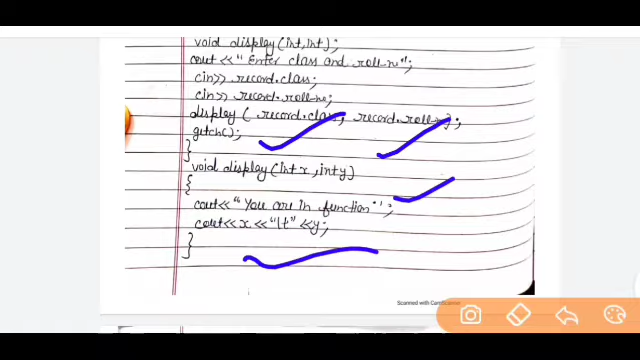 void display (int, int);
cout << "Enter class and roll-no";
cin >> record.class;
cin >> record.roll-no;
display ( record.class, record.roll-no);
getch();
}
void display (int x, int y)
{
cout << "You are in function";
cout << x << "\t" << y;
}
Scanned with CamScanner